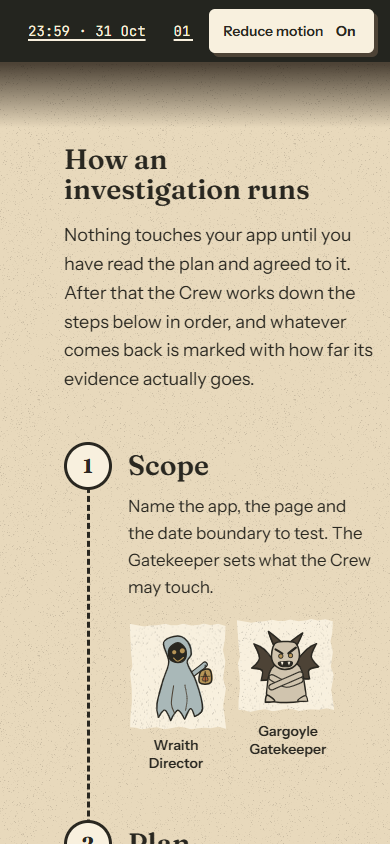 23:59 · 31 Oct 01 Reduce motion On
How an
investigation runs
Nothing touches your app until you
have read the plan and agreed to it.
After that the Crew works down the
steps below in order, and whatever
comes back is marked with how far its
evidence actually goes.
1 Scope
Name the app, the page and
the date boundary to test. The
Gatekeeper sets what the Crew
may touch.
Wraith
Director
Gargoyle
Gatekeeper
2 Plan